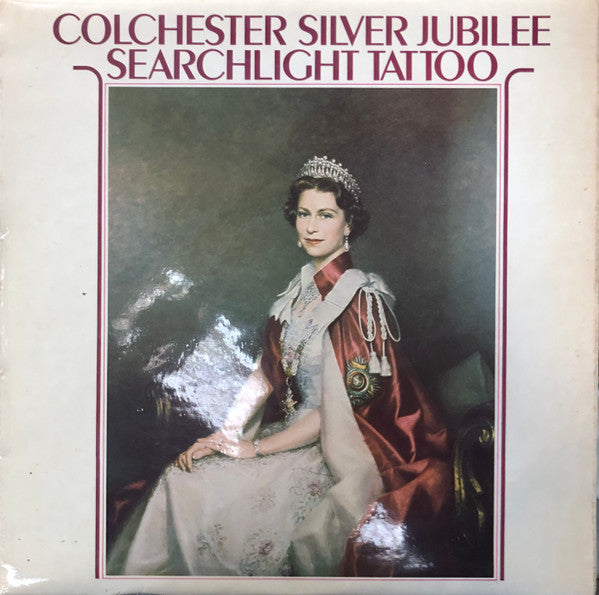 COLCHESTER SILVER JUBILEE
SEARCHLIGHT TATTOO